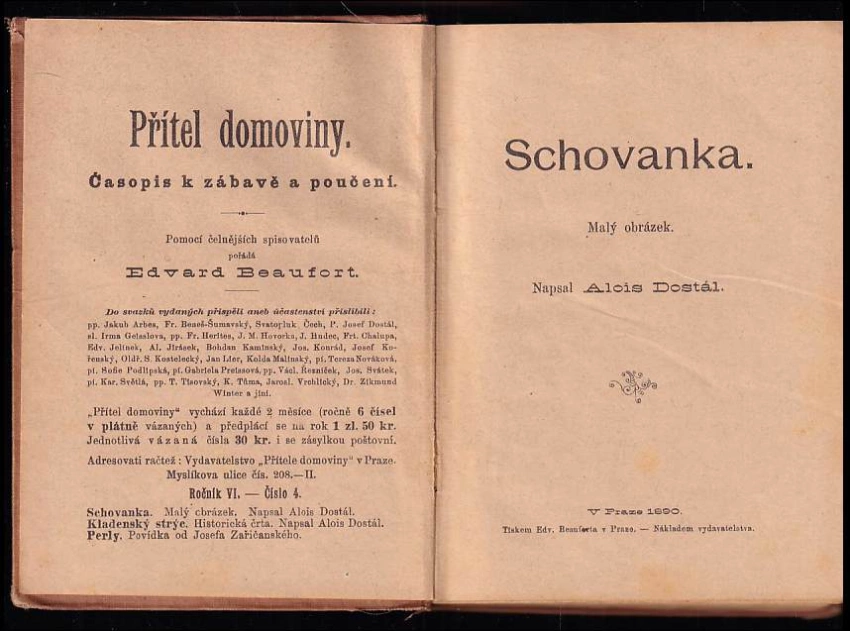 Přítel domoviny.
Časopis k zábavě a poučení.
Pomocí čelnějších spisovatelů
pořádá
Edvard Beaufort.
Do svazků vydaných přispěli aneb účastenství přislíbili:
pp. Jakub Arbes, Fr. Beneš-Šumavský, Svatopluk Čech, P. Josef Dostál,
sl. Irma Geisslova, pp. Fr. Herites, J. M. Hovorka, J. Hudec, Frt. Chalupa,
Edv. Jelinek, Al. Jirásek, Bohdan Kaminský, Jos. Konrád, Josef Ko-
řenský, Oldř. S. Kostelecký, Jan Lier, Kolda Malinský, pí. Tereza Nováková,
pí. Sofie Podlipská, pí. Gabriela Preissová, pp. Václ. Řezníček, Jos. Svátek,
pí. Kar. Světlá, pp. T. Tisovský, K. Tůma, Jarosl. Vrchlický, Dr. Zikmund
Winter a jiní.
„Přítel domoviny“ vychází každé 2 měsíce (ročně 6 čísel
v plátně vázaných) a předplácí se na rok 1 zl. 50 kr.
Jednotlivá vázaná čísla 30 kr. i se zásylkou poštovní.
Adresovati račtež: Vydavatelstvo „Přítele domoviny“ v Praze.
Myslíkova ulice čís. 208.—II.
Ročník VI. — Číslo 4.
Schovanka. Malý obrázek. Napsal Alois Dostál.
Kladenský strýc. Historická črta. Napsal Alois Dostál.
Perly. Povídka od Josefa Zařičanského.
Schovanka.
Malý obrázek.
Napsal Alois Dostál.
V Praze 1890.
Tiskem Edv. Beauforta v Praze. — Nákladem vydavatelstva.